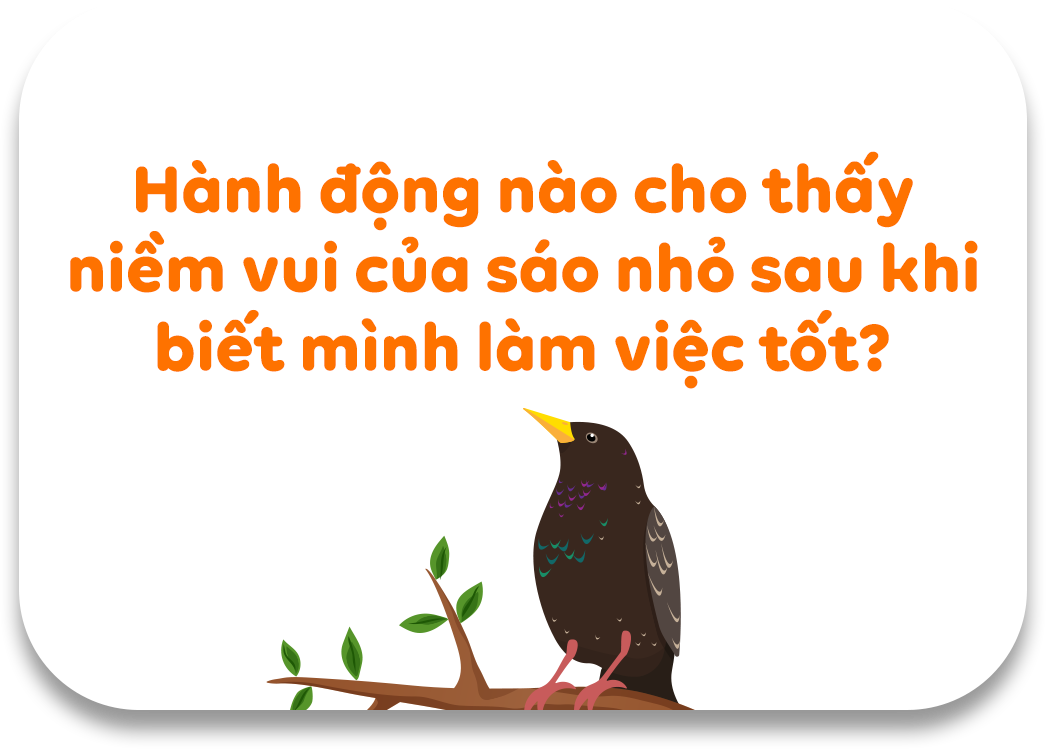 Hành động nào cho thấy
niềm vui của sáo nhỏ sau khi
biết mình làm việc tốt?